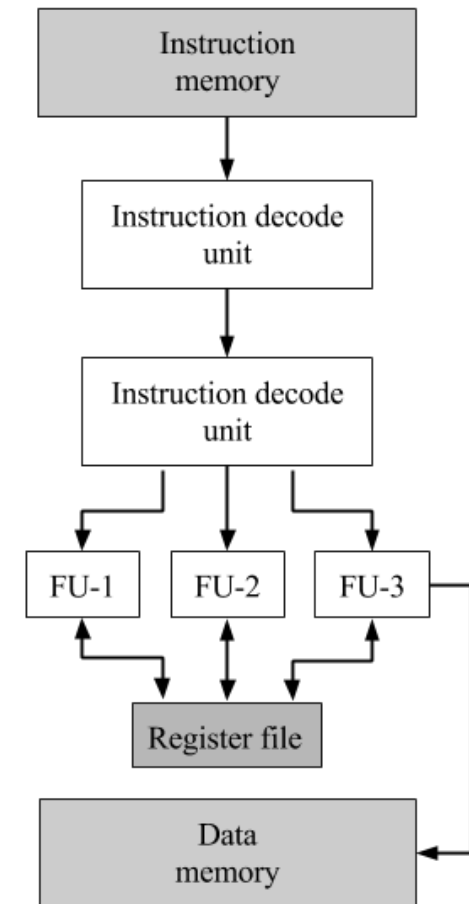 Instruction
memory
Instruction decode
unit
Instruction decode
unit
FU-1 FU-2 FU-3
Register file
Data
memory